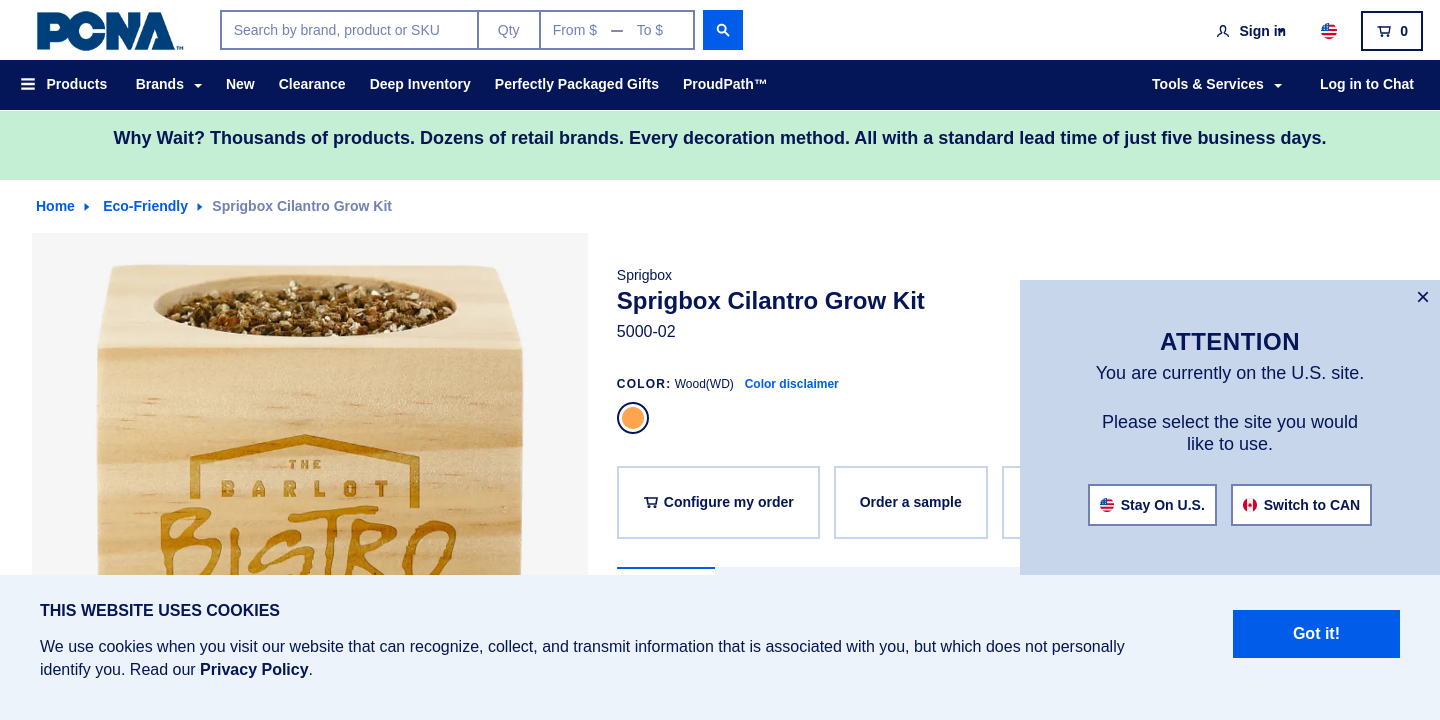 PCNA™
Search by brand, product or SKU
Qty
From $ — To $
Sign in
0
Products
Brands
New
Clearance
Deep Inventory
Perfectly Packaged Gifts
ProudPath™
Tools & Services
Log in to Chat
Why Wait? Thousands of products. Dozens of retail brands. Every decoration method. All with a standard lead time of just five business days.
Home
Eco-Friendly
Sprigbox Cilantro Grow Kit
THE
BARLOT
BISTRO
Sprigbox
Sprigbox Cilantro Grow Kit
5000-02
COLOR: Wood(WD) Color disclaimer
Configure my order
Order a sample
×
ATTENTION
You are currently on the U.S. site.
Please select the site you would
like to use.
Stay On U.S.
Switch to CAN
THIS WEBSITE USES COOKIES
We use cookies when you visit our website that can recognize, collect, and transmit information that is associated with you, but which does not personally
identify you. Read our Privacy Policy.
Got it!